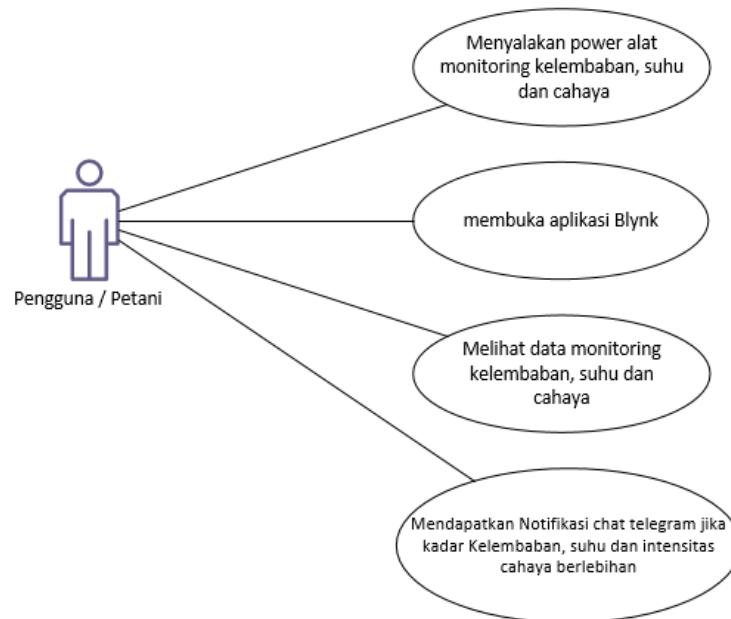 Menyalakan power alat
monitoring kelembaban, suhu
dan cahaya
membuka aplikasi Blynk
Pengguna / Petani
Melihat data monitoring
kelembaban, suhu dan
cahaya
Mendapatkan Notifikasi chat telegram jika
kadar Kelembaban, suhu dan intensitas
cahaya berlebihan